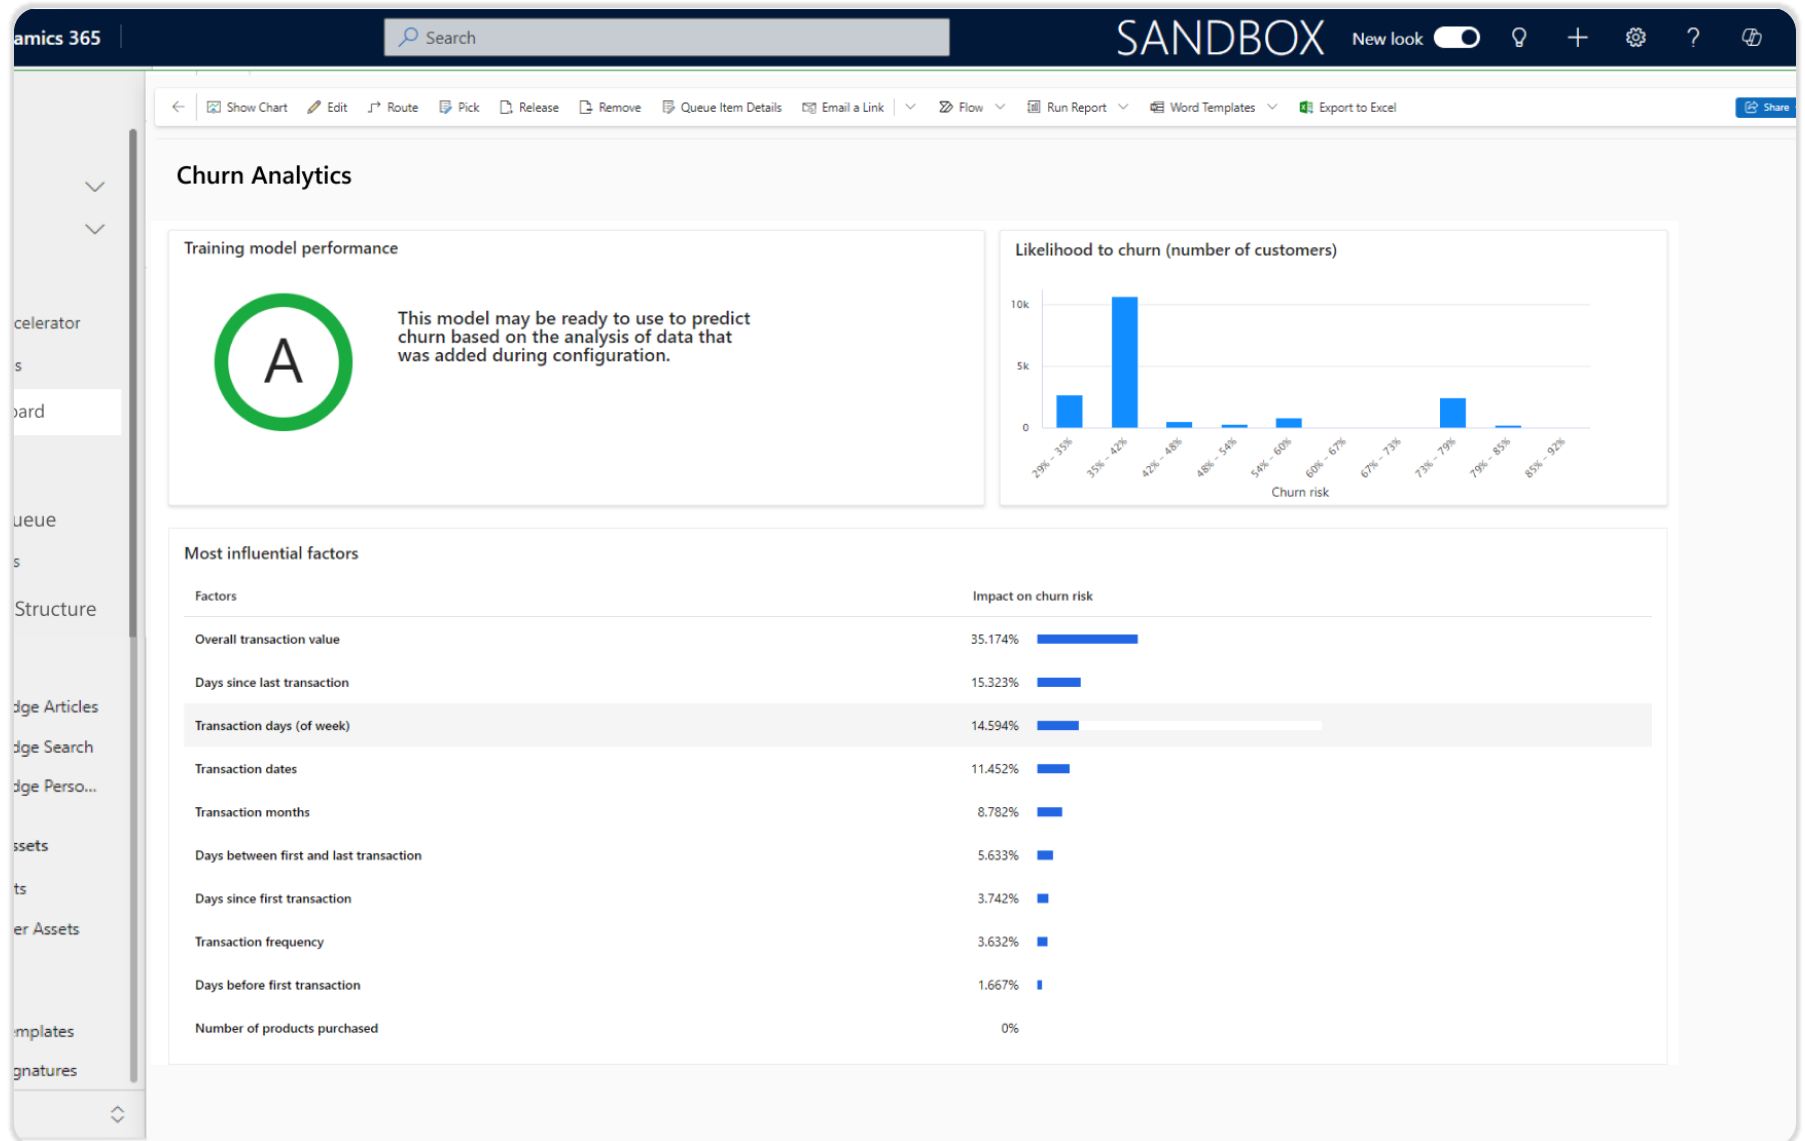 amics 365
Search
SANDBOX
New look
Show Chart
Edit
Route
Pick
Release
Remove
Queue Item Details
Email a Link
Flow
Run Report
Word Templates
Export to Excel
Share
celerator
s
oard
ueue
s
Structure
dge Articles
dge Search
dge Perso...
ssets
ts
er Assets
emplates
gnatures
Churn Analytics
Training model performance
A
This model may be ready to use to predict
churn based on the analysis of data that
was added during configuration.
Likelihood to churn (number of customers)
10k
5k
0
29% - 35%
35% - 42%
42% - 48%
48% - 54%
54% - 60%
60% - 67%
67% - 73%
73% - 79%
79% - 85%
85% - 92%
Churn risk
Most influential factors
Factors Impact on churn risk
Overall transaction value 35.174%
Days since last transaction 15.323%
Transaction days (of week) 14.594%
Transaction dates 11.452%
Transaction months 8.782%
Days between first and last transaction 5.633%
Days since first transaction 3.742%
Transaction frequency 3.632%
Days before first transaction 1.667%
Number of products purchased 0%